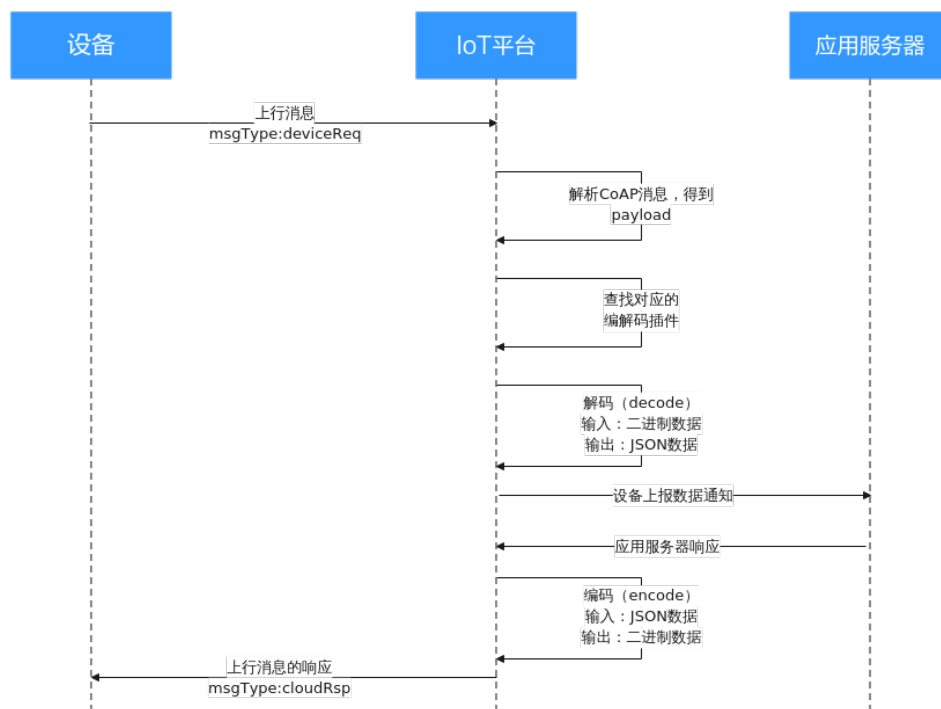 设备
IoT平台
应用服务器
上行消息
msgType:deviceReq
解析CoAP消息，得到
payload
查找对应的
编解码插件
解码（decode）
输入：二进制数据
输出：JSON数据
设备上报数据通知
应用服务器响应
编码（encode）
输入：JSON数据
输出：二进制数据
上行消息的响应
msgType:cloudRsp